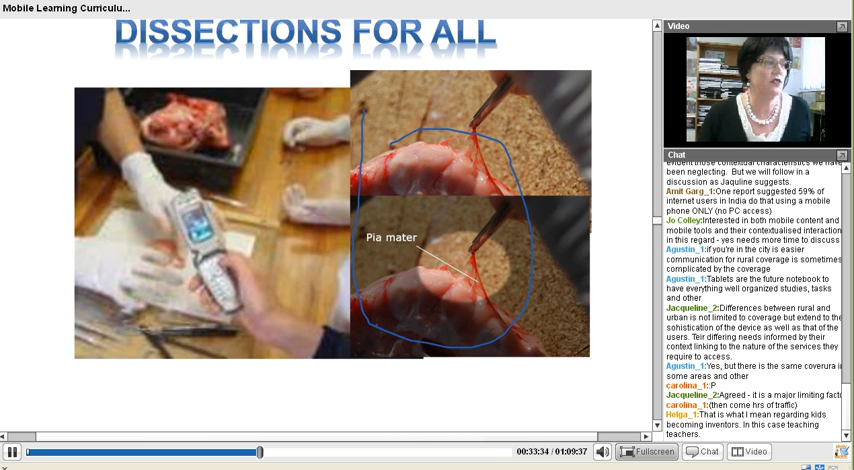 Mobile Learning Curriculu...
DISSECTIONS FOR ALL
Pia mater
Video
Chat
evident those contextual characteristics we have
been neglecting. But we will follow in a
discussion as Jaquline suggests.
Amit Garg_1:One report suggested 59% of
internet users in India do that using a mobile
phone ONLY (no PC access)
Jo Colley:Interested in both mobile content and
mobile tools and their contextualised interaction
in this regard - yes needs more time to discuss
Agustin_1:if you're in the city is easier
communication for rural coverage is sometimes
complicated by the coverage
Agustin_1:Tablets are the future notebook to
have everything well organized studies, tasks
and other
Jacqueline_2:Differences between rural and
urban is not limited to coverage but extend to the
sohistication of the device as well as that of the
users. Teir differing needs informed by their
context linking to the nature of the services they
require to access.
Agustin_1:Yes, but there is the same coverura in
some areas and other
carolina_1::P
Jacqueline_2:Agreed - it is a major limiting
carolina_1:(then come hrs of traffic)
Helga_1:That is what I mean regarding kids
becoming inventors. In this case teaching
teachers.
00:33:34 / 01:09:37
Fullscreen
Chat
Video